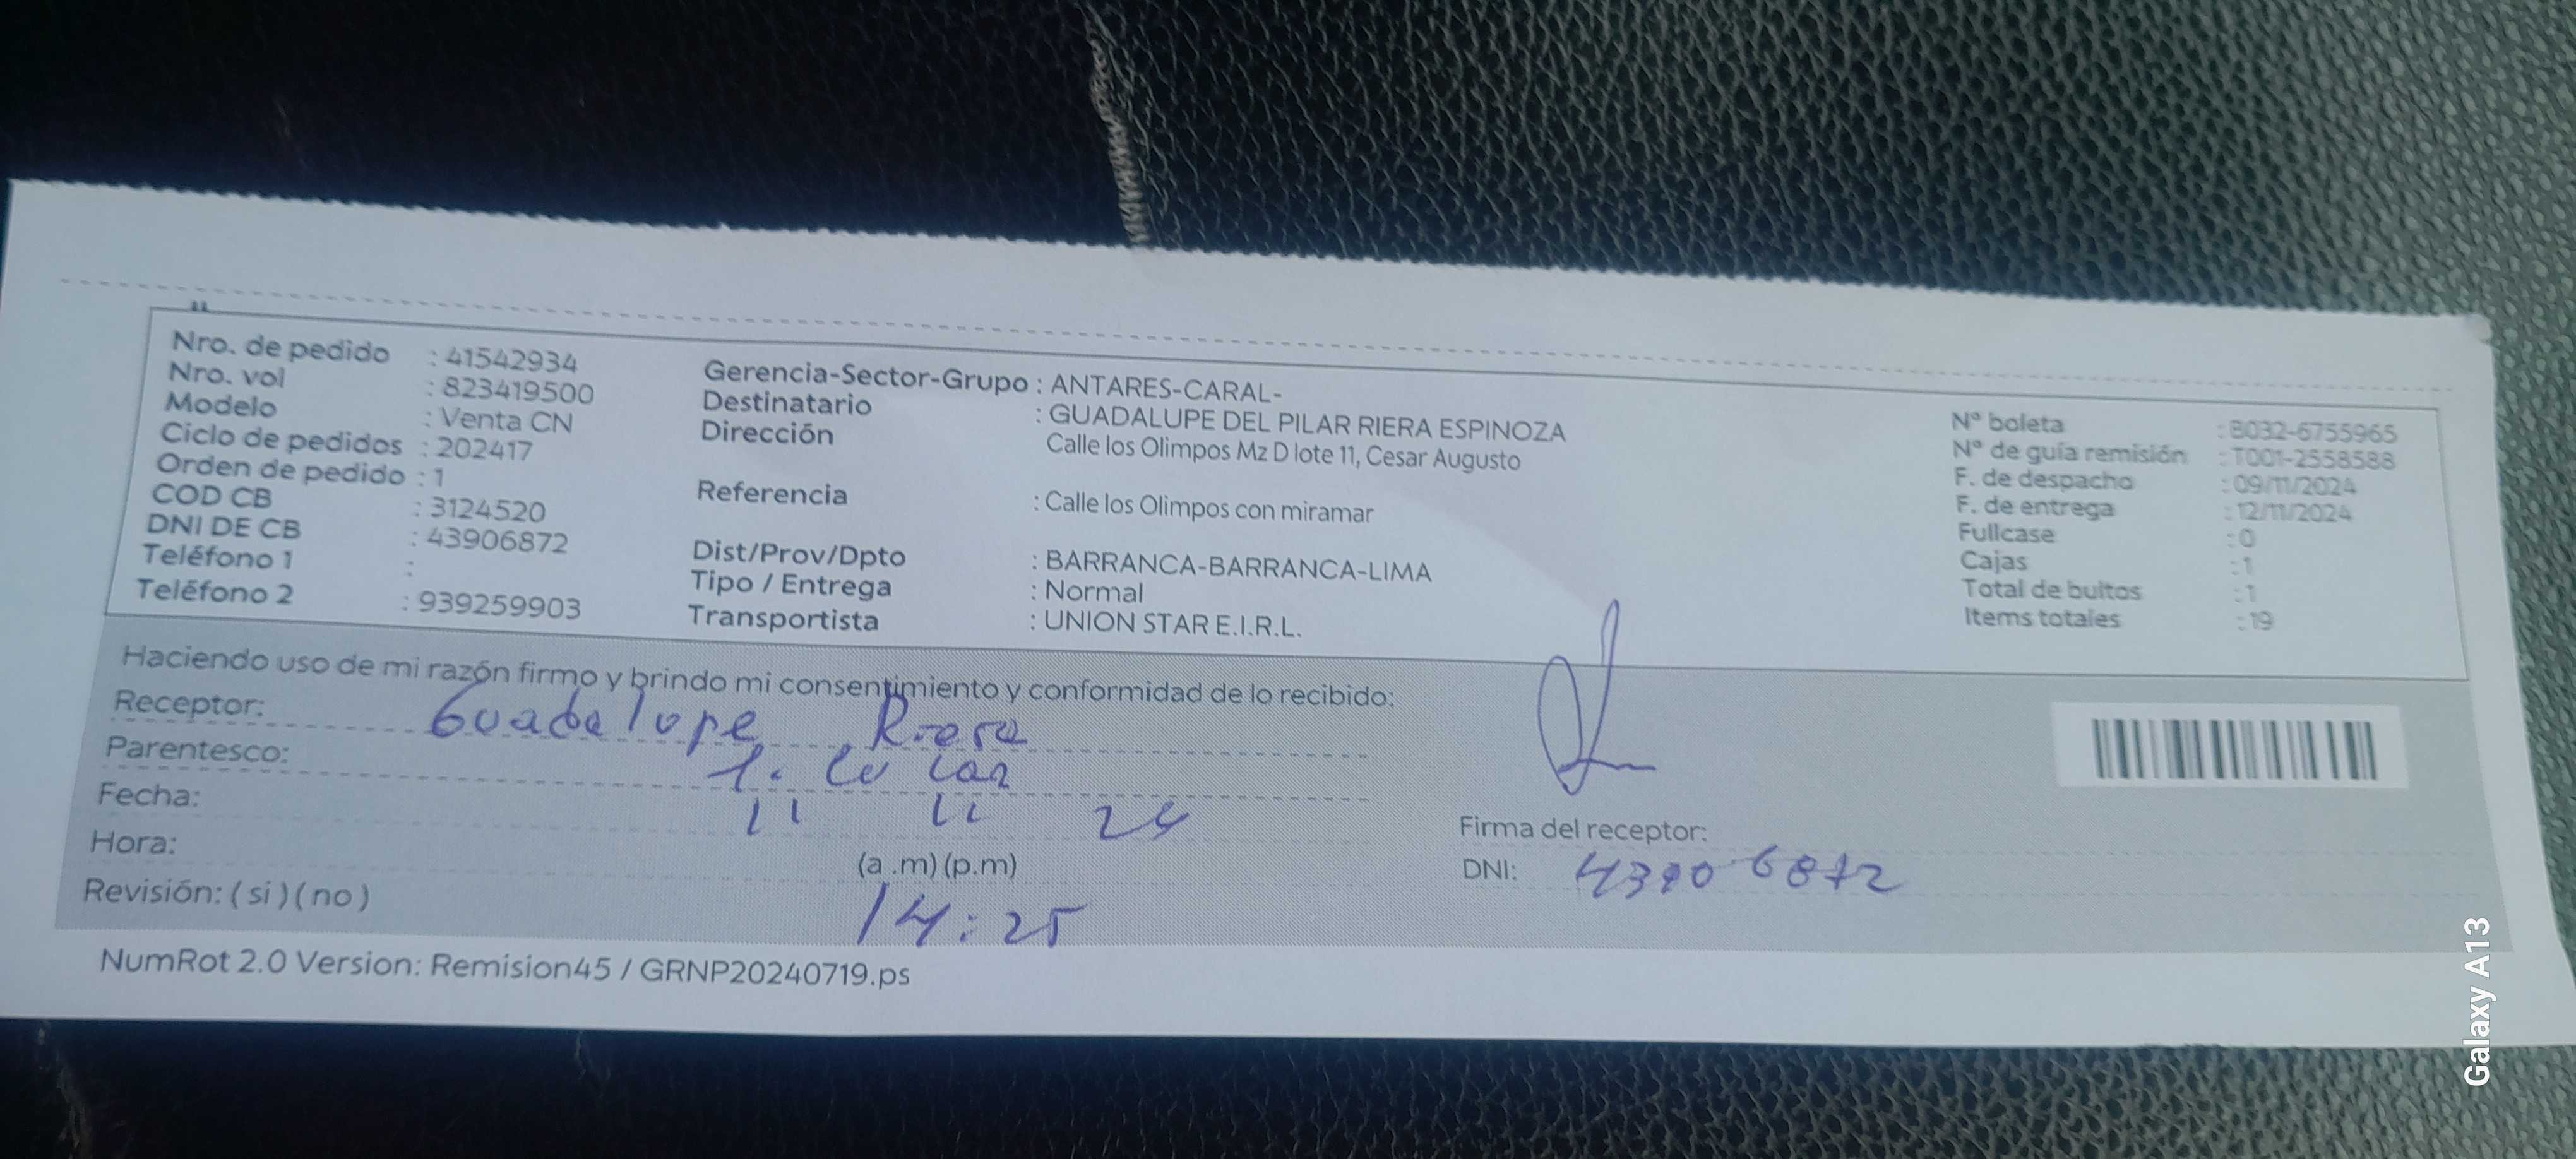 Nro. de pedido : 41542934
Nro. vol : 823419500
Modelo : Venta CN
Ciclo de pedidos : 202417
Orden de pedido : 1
COD CB : 3124520
DNI DE CB : 43906872
Teléfono 1 :
Teléfono 2 : 939259903
Gerencia-Sector-Grupo : ANTARES-CARAL-
Destinatario : GUADALUPE DEL PILAR RIERA ESPINOZA
Dirección Calle los Olimpos Mz D lote 11, Cesar Augusto
Referencia : Calle los Olimpos con miramar
Dist/Prov/Dpto : BARRANCA-BARRANCA-LIMA
Tipo / Entrega : Normal
Transportista : UNION STAR E.I.R.L.
N° boleta : B032-6755965
N° de guía remisión : T001-2558588
F. de despacho : 09/11/2024
F. de entrega : 12/11/2024
Fullcase : 0
Cajas : 1
Total de bultos : 1
Items totales : 19
Haciendo uso de mi razón firmo y brindo mi consentimiento y conformidad de lo recibido:
Receptor: Guadalupe Riera
Parentesco: Titular
Fecha: 11 11 24
Hora: (a .m) (p.m)
14:25
Revisión: ( si ) ( no )
Firma del receptor:
DNI: 43906872
NumRot 2.0 Version: Remision45 / GRNP20240719.ps
Galaxy A13